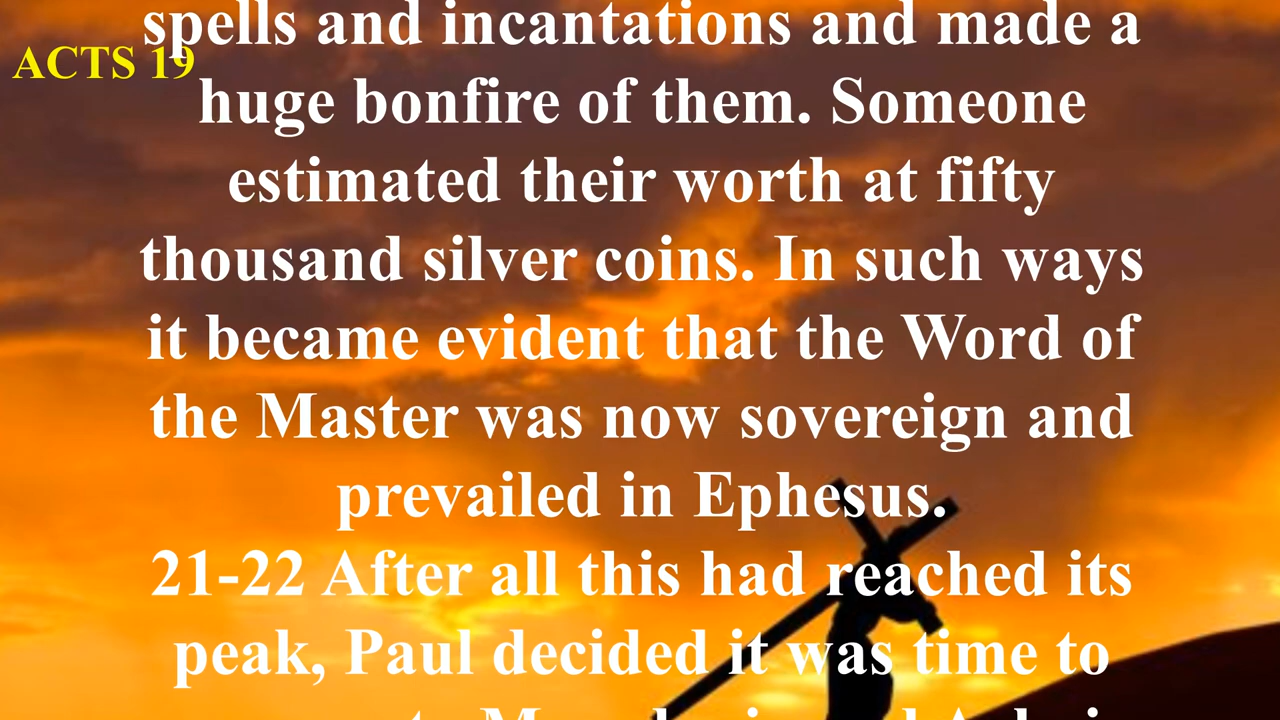 spells and incantations and made a
ACTS 19
huge bonfire of them. Someone
estimated their worth at fifty
thousand silver coins. In such ways
it became evident that the Word of
the Master was now sovereign and
prevailed in Ephesus.
21-22 After all this had reached its
peak, Paul decided it was time to